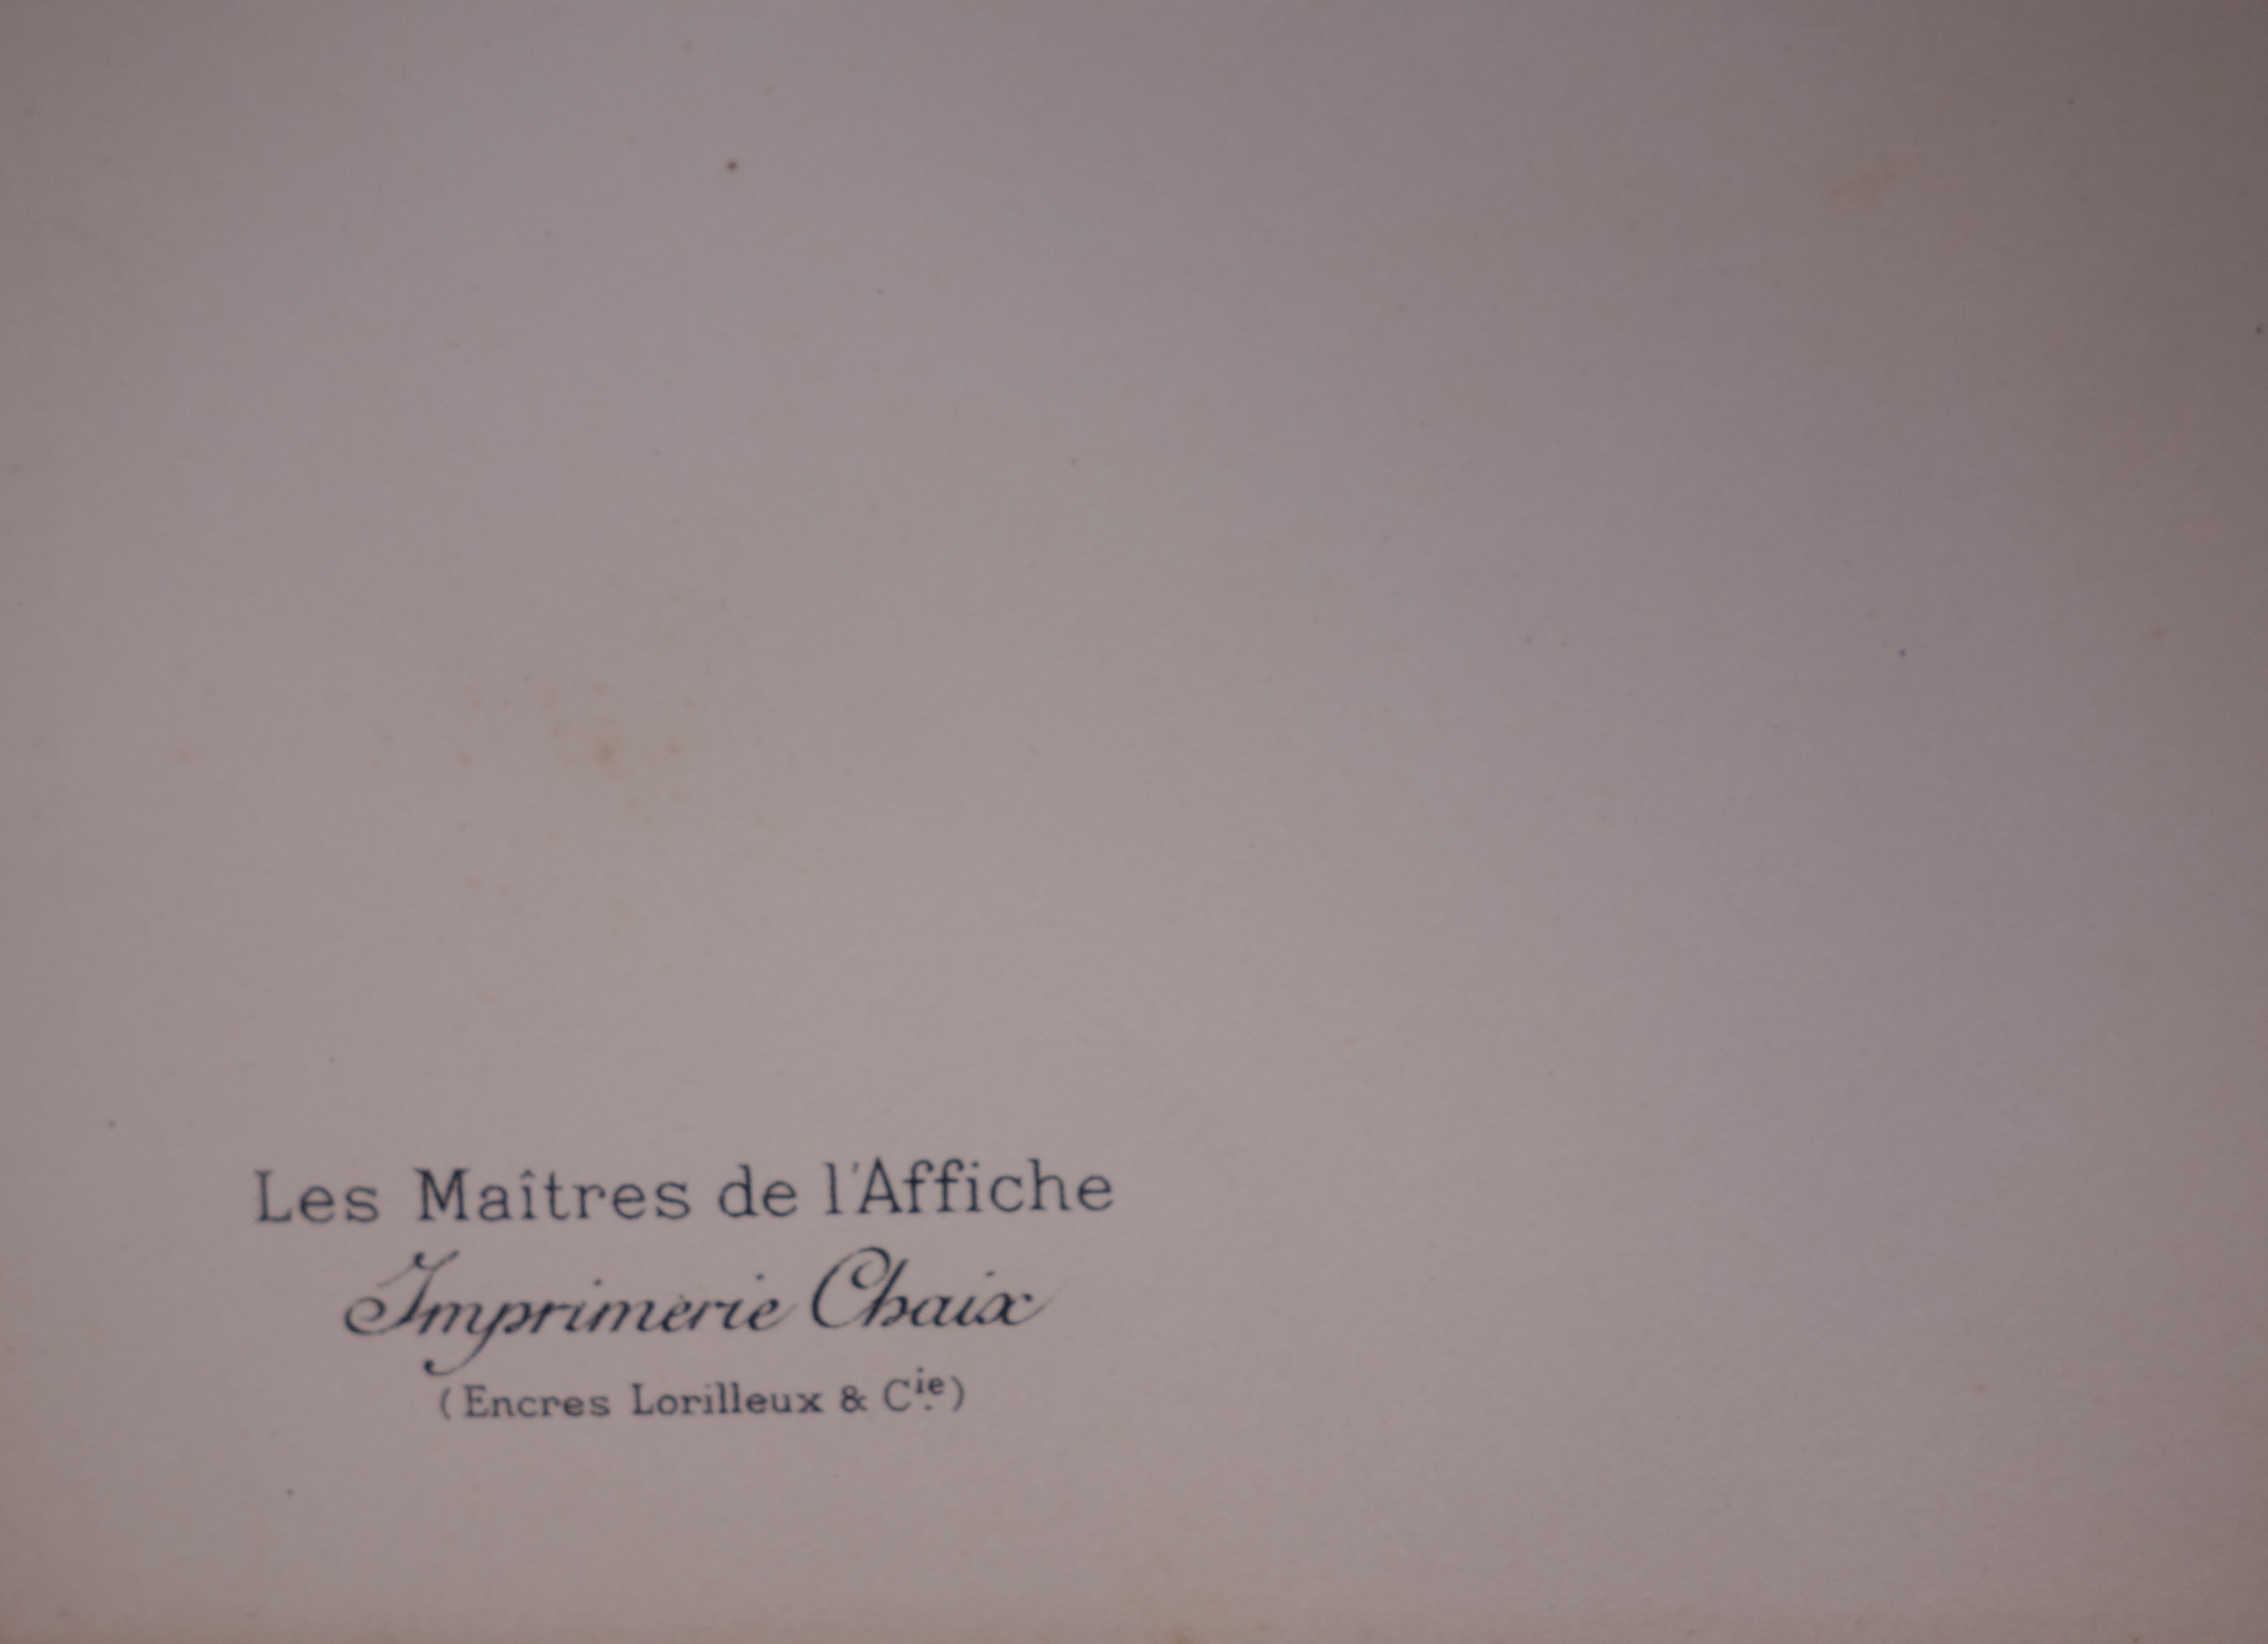 Les Maîtres de l'Affiche
Imprimerie Chaix
(Encres Lorilleux & Cie.)